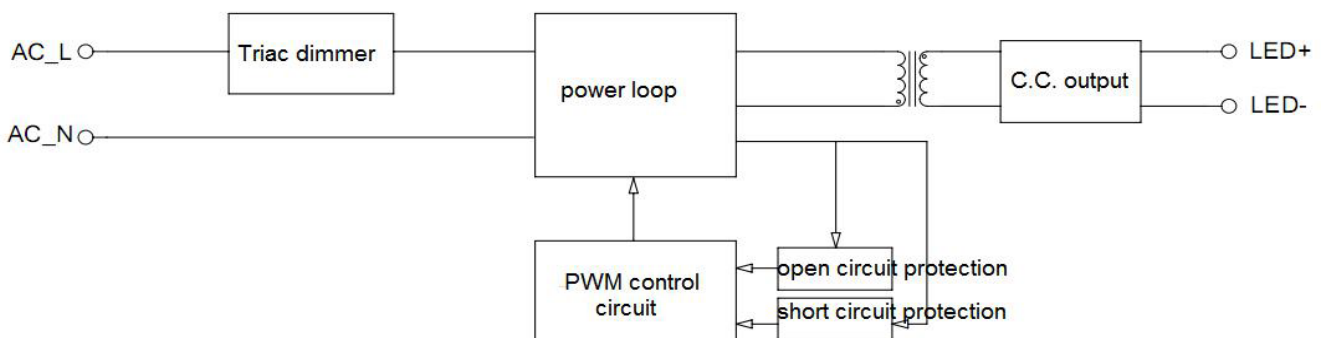 AC_L
Triac dimmer
power loop
C.C. output
LED+
LED-
AC_N
PWM control
circuit
open circuit protection
short circuit protection